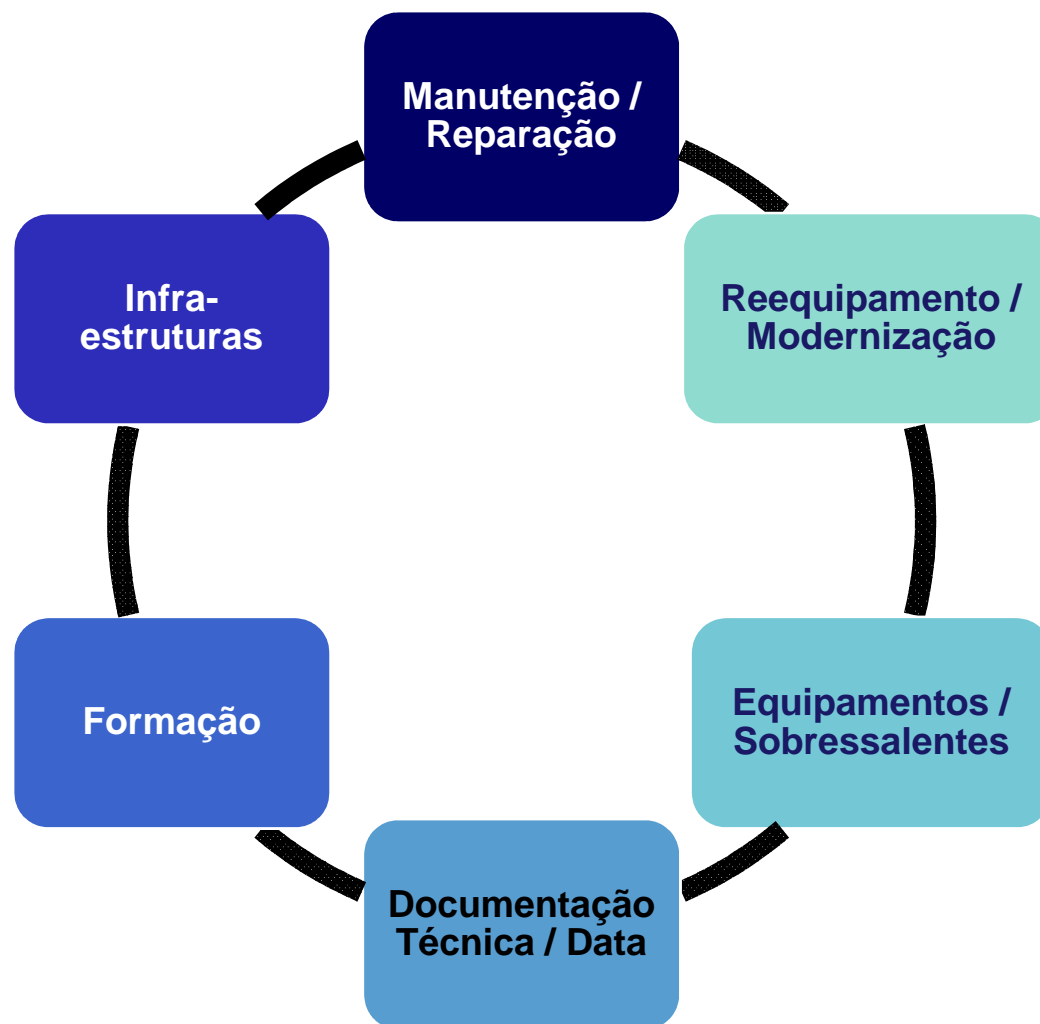 Manutenção /
Reparação
Reequipamento /
Modernização
Equipamentos /
Sobressalentes
Documentação
Técnica / Data
Formação
Infra-
estruturas